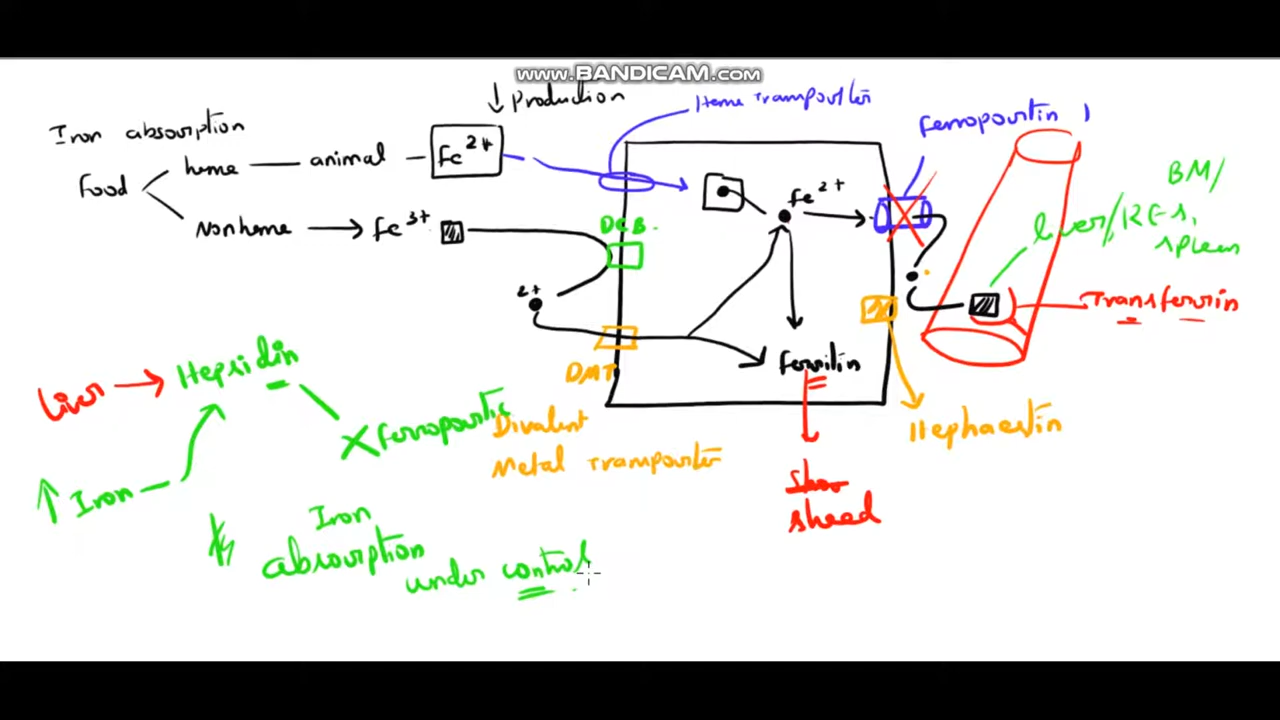 www.BANDICAM.com
↓ production
Heme Transporter
Ferroportin 1
Iron absorption
heme — animal — Fe2+
Food
Nonheme → Fe3+
DCB
Fe2+
BM/
liver/RES,
spleen
2+
Transferrin
DMT
ferritin
Liver → Hepsidin
Ferroportin
Divalent
Metal Transporter
Hephaestin
↑ Iron
shead
Iron
absorption
under control